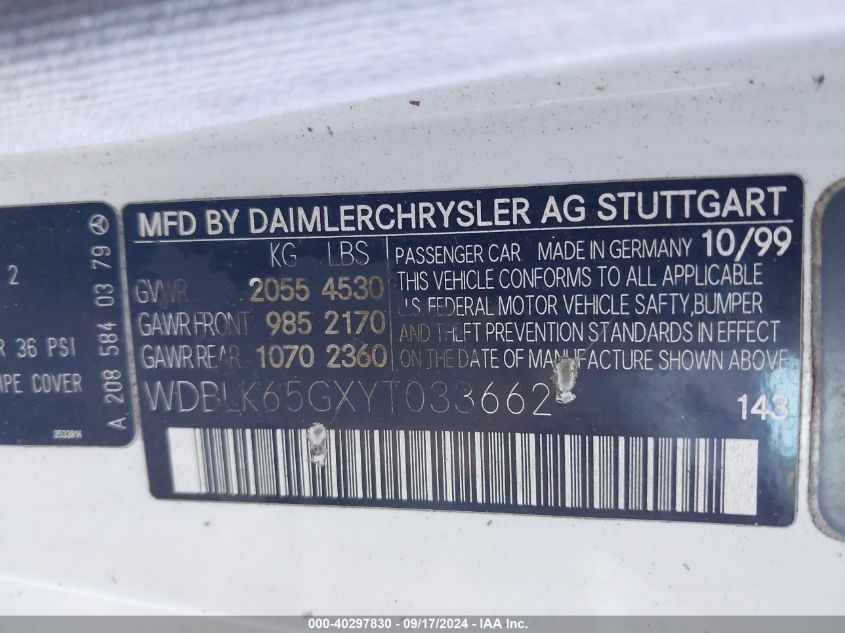 2
R 36 PSI
IPE COVER
2533814
A 208 584 03 79
MFD BY DAIMLERCHRYSLER AG STUTTGART
KG LBS
GVWR 2055 4530
GAWR FRONT 985 2170
GAWR REAR 1070 2360
PASSENGER CAR MADE IN GERMANY 10/99
THIS VEHICLE CONFORMS TO ALL APPLICABLE
U.S. FEDERAL MOTOR VEHICLE SAFTY,BUMPER
AND THEFT PREVENTION STANDARDS IN EFFECT
ON THE DATE OF MANUFACTURE SHOWN ABOVE.
WDBLK65GXYT033662
143
000-40297830 - 09/17/2024 - © IAA Inc.